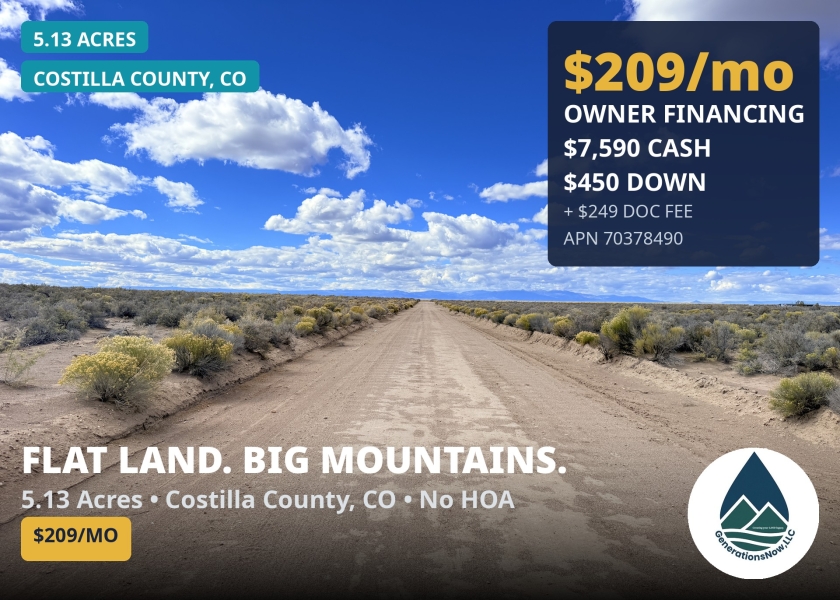 5.13 ACRES
COSTILLA COUNTY, CO
$209/mo
OWNER FINANCING
$7,590 CASH
$450 DOWN
+ $249 DOC FEE
APN 70378490
FLAT LAND. BIG MOUNTAINS.
5.13 Acres • Costilla County, CO • No HOA
$209/MO
GenerationsNow,LLC